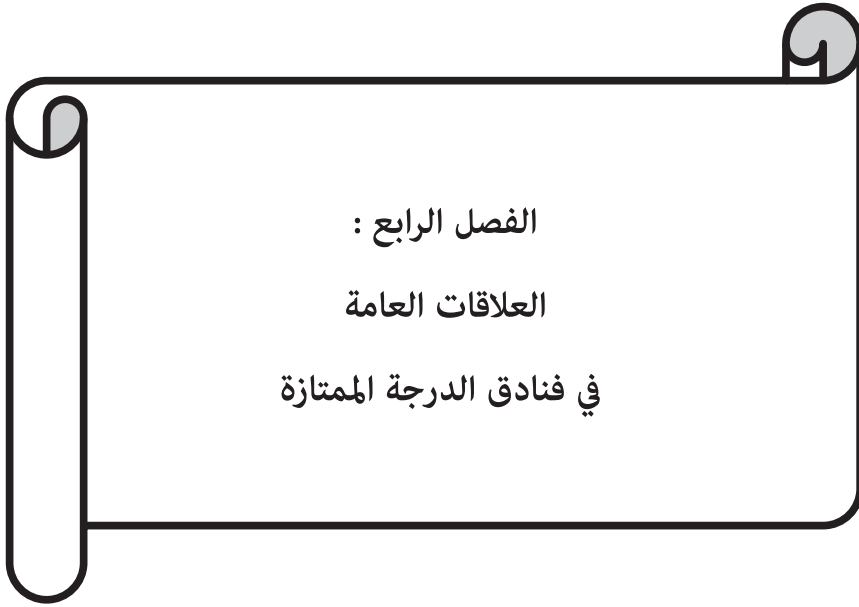 الفصل الرابع :
العلاقات العامة
في فنادق الدرجة الممتازة